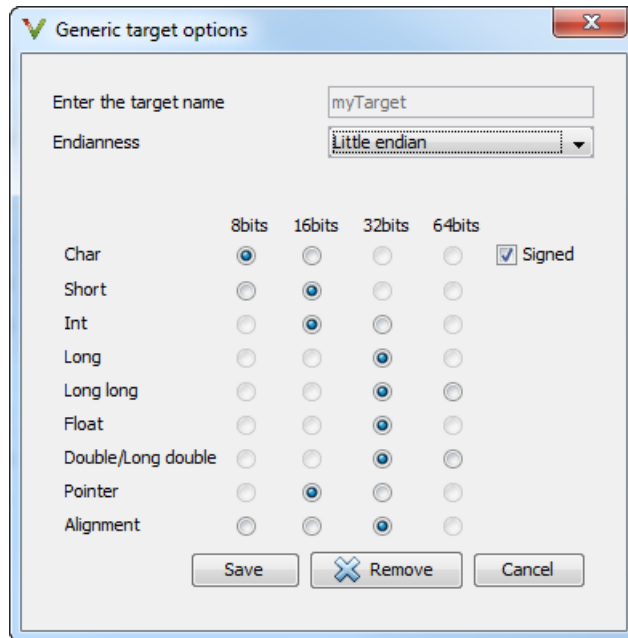 Generic target options
Enter the target name myTarget
Endianness Little endian
8bits 16bits 32bits 64bits
Char Signed
Short
Int
Long
Long long
Float
Double/Long double
Pointer
Alignment
Save Remove Cancel